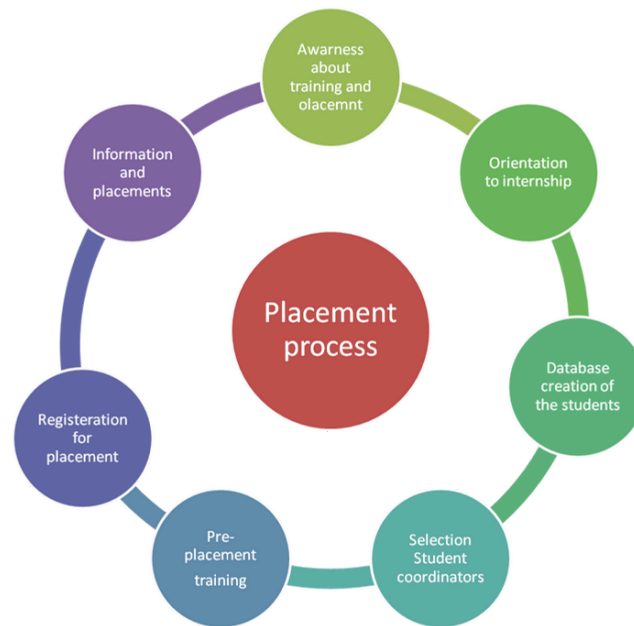 Awarness
about
training and
olacemnt
Orientation
to internship
Database
creation of
the students
Selection
Student
coordinators
Pre-
placement
training
Registeration
for
placement
Information
and
placements
Placement
process